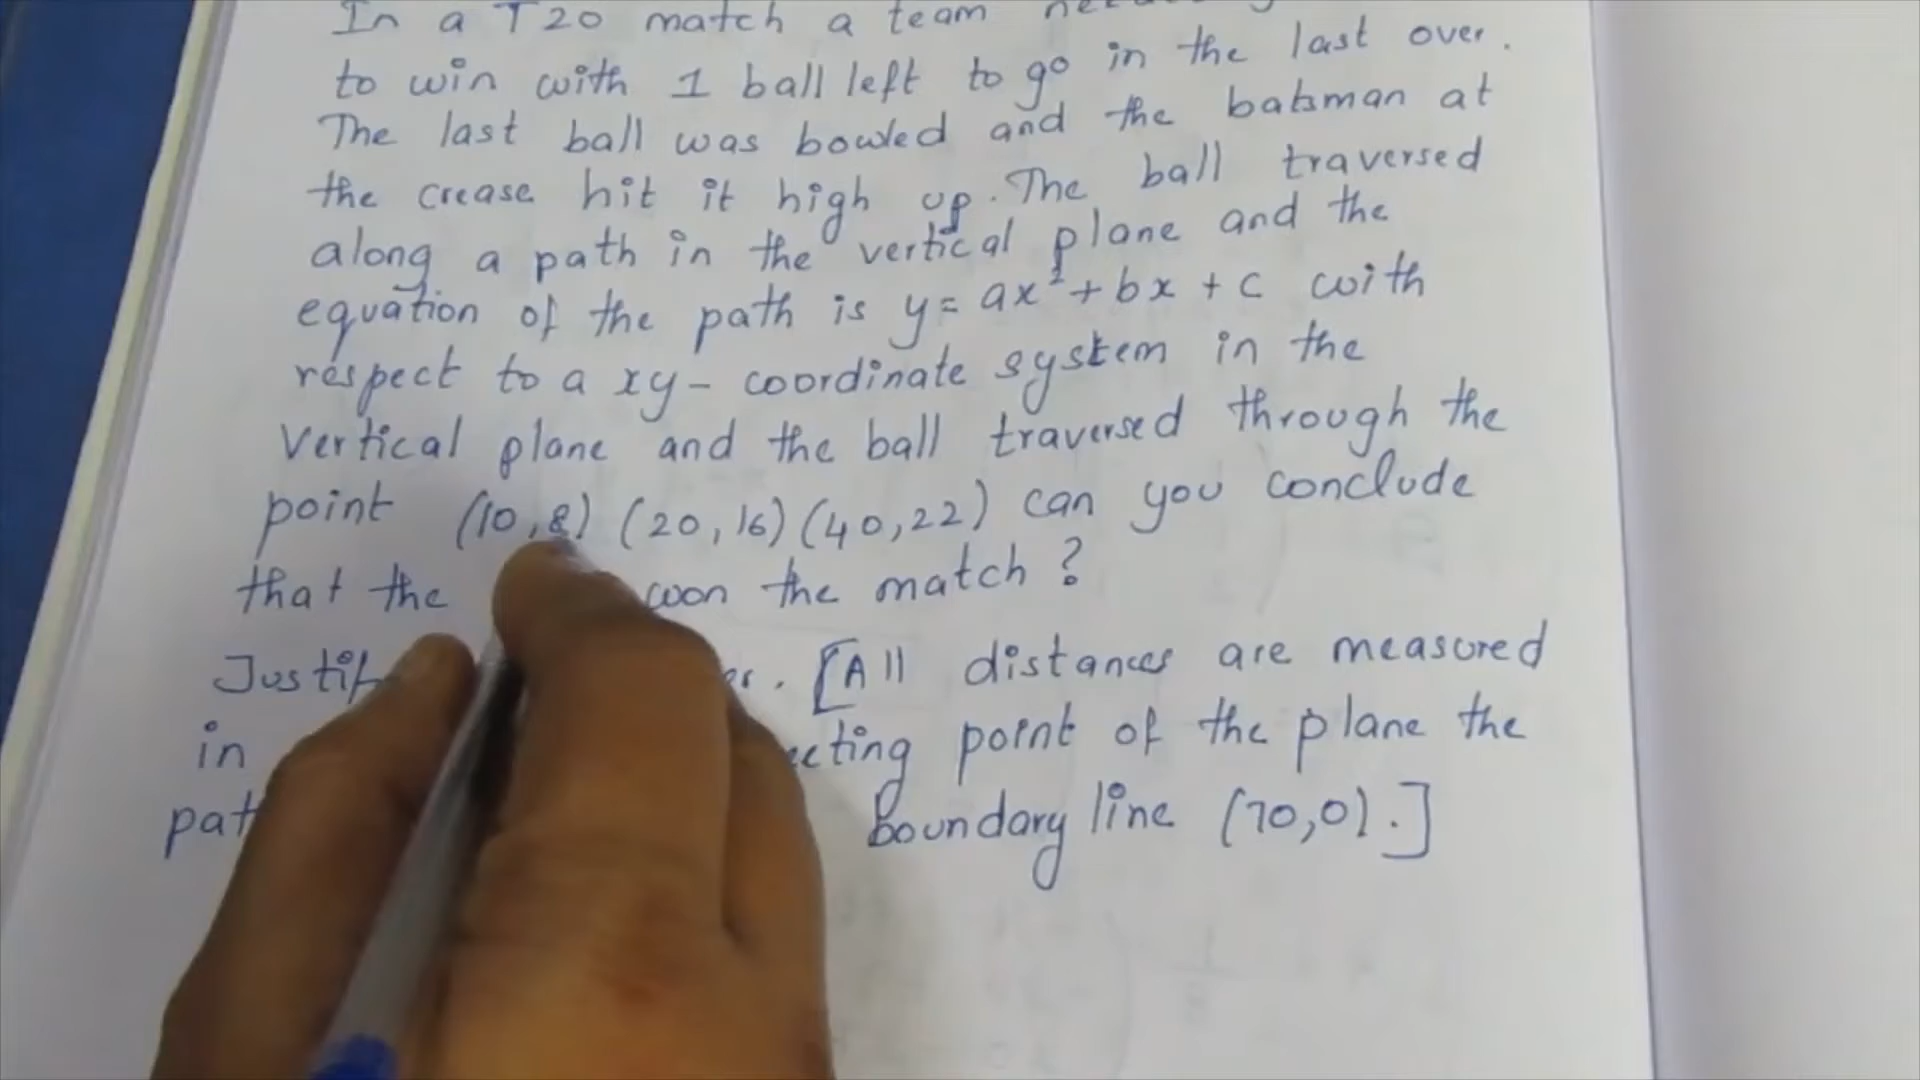 In a T20 match a team
to win with 1 ball left to go in the last over.
The last ball was bowled and the batsman at
the crease hit it high up. The ball traversed
along a path in the vertical plane and the
equation of the path is y= ax²+bx+c with
respect to a xy- coordinate system in the
Vertical plane and the ball traversed through the
point (10,8) (20,16) (40,22) can you conclude
that the won the match ?
[All distances are measured
in point of the plane the
boundary line (70,0).]